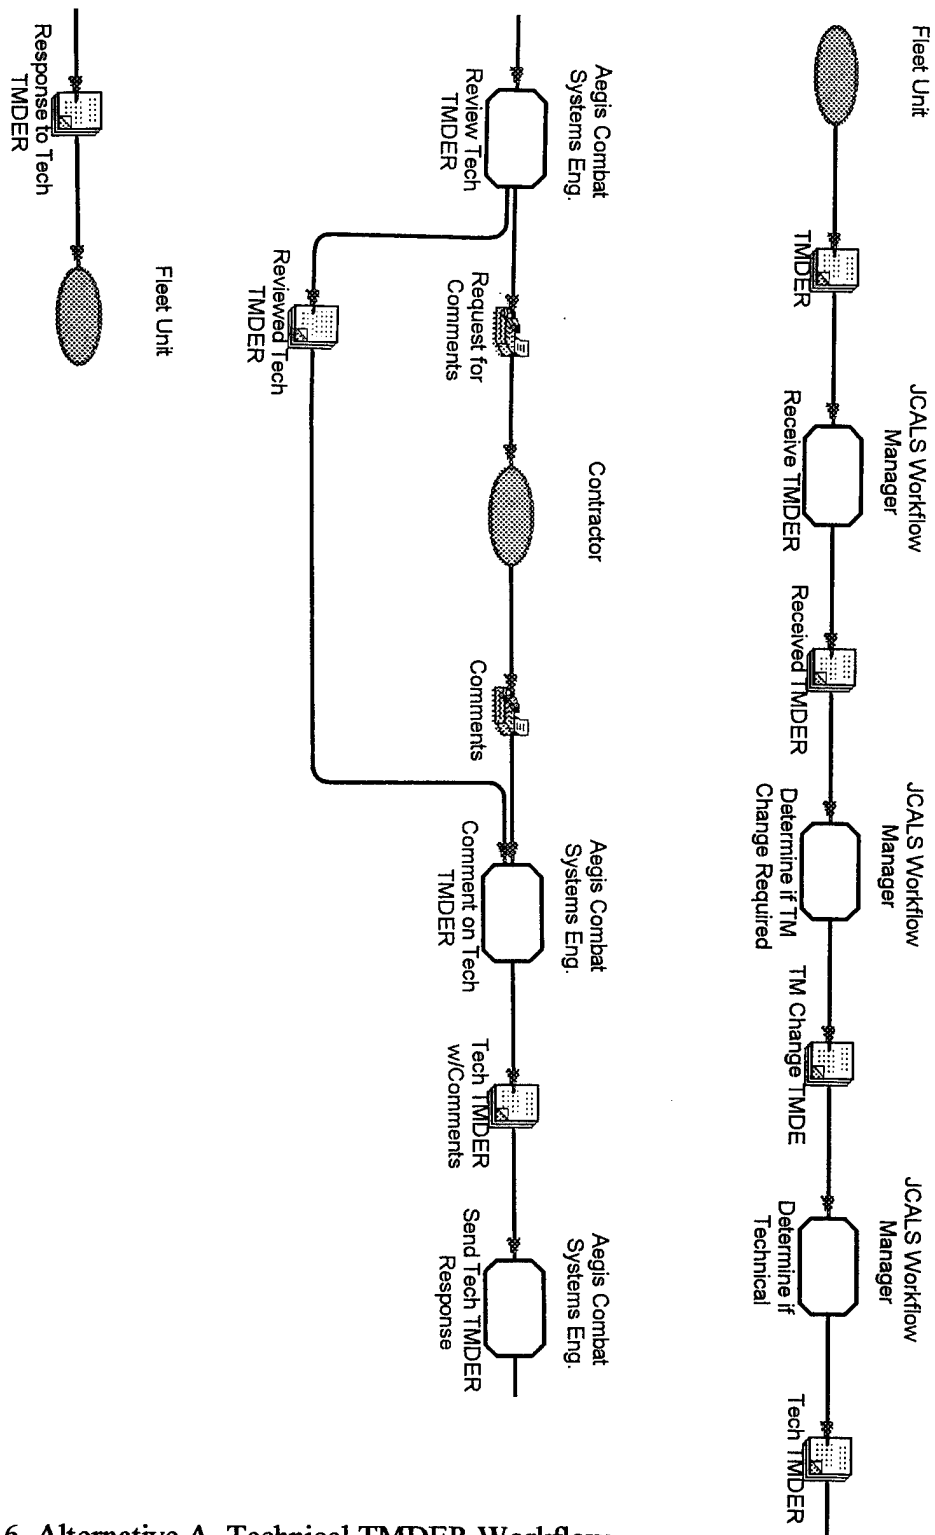 Fleet Unit
TMDER
JCALS Workflow
Manager
Receive TMDER
Received TMDER
JCALS Workflow
Manager
Determine if TM
Change Required
TM Change TMDE
JCALS Workflow
Manager
Determine if
Technical
Tech TMDER
Aegis Combat
Systems Eng.
Review Tech
TMDER
Request for
Comments
Reviewed Tech
TMDER
Contractor
Comments
Aegis Combat
Systems Eng.
Comment on Tech
TMDER
Tech TMDER
w/Comments
Aegis Combat
Systems Eng.
Send Tech TMDER
Response
Response to Tech
TMDER
Fleet Unit
6. Alternative A, Technical TMDER Workflow